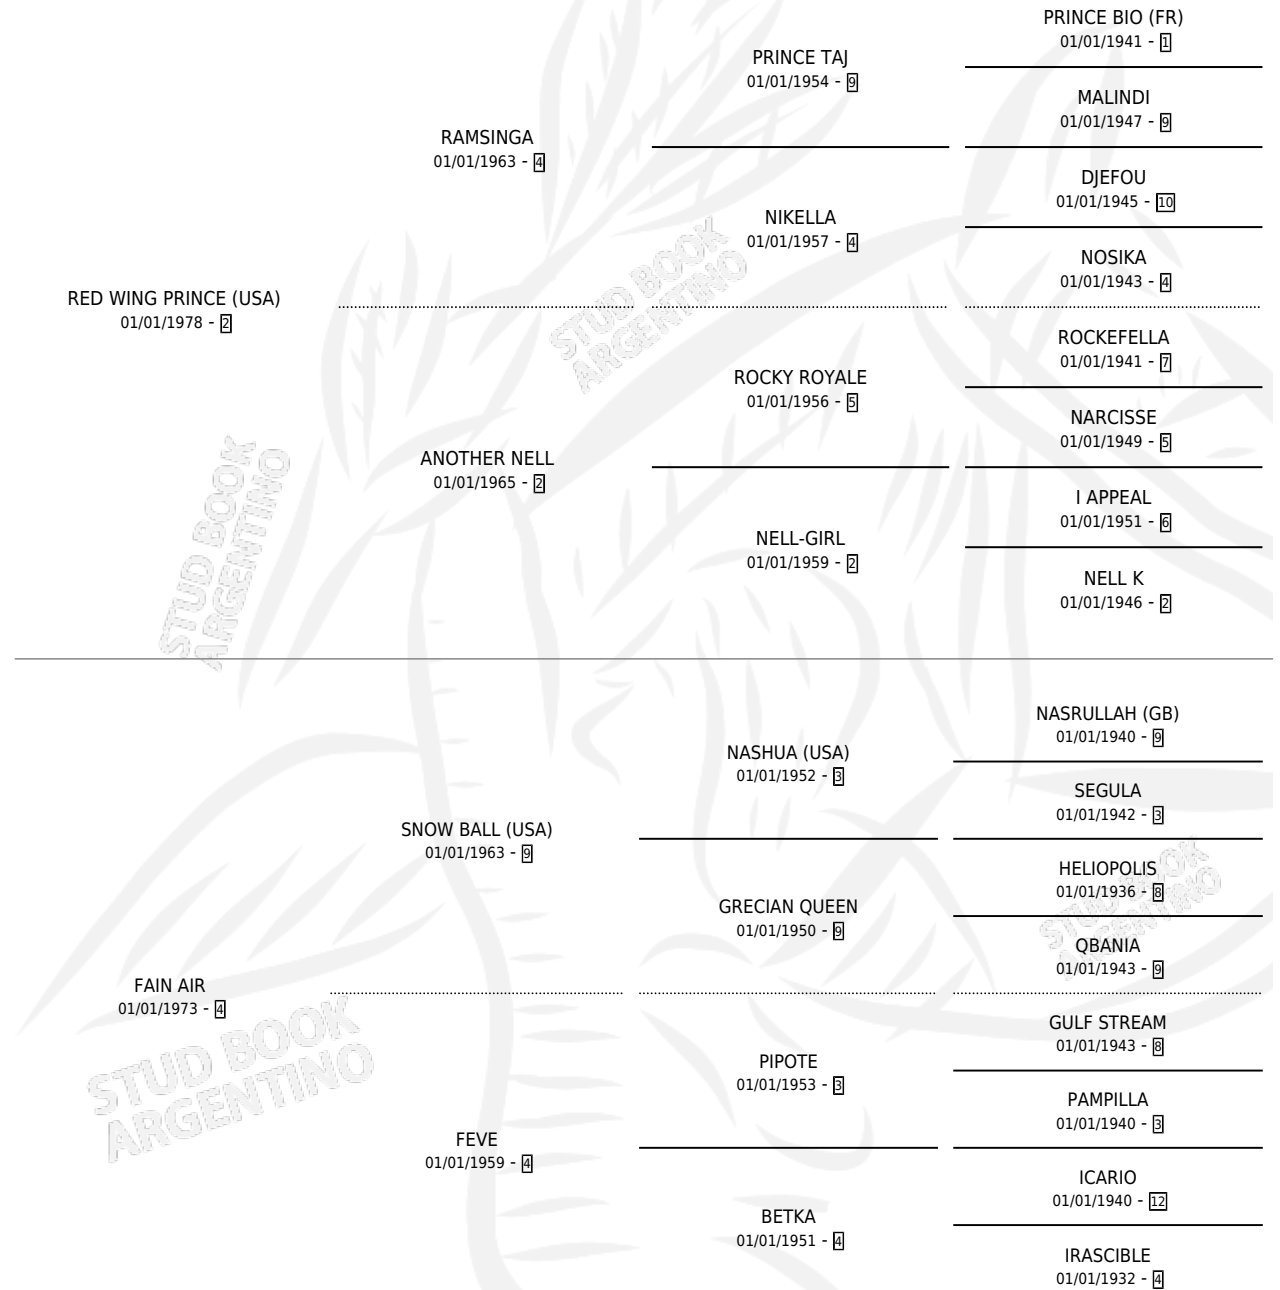 PRINCE BIO (FR)
01/01/1941 - 1
PRINCE TAJ
01/01/1954 - 9
MALINDI
01/01/1947 - 9
RAMSINGA
01/01/1963 - 4
DJEFOU
01/01/1945 - 10
NIKELLA
01/01/1957 - 4
NOSIKA
01/01/1943 - 4
RED WING PRINCE (USA)
01/01/1978 - 2
ROCKEFELLA
01/01/1941 - 7
ROCKY ROYALE
01/01/1956 - 5
NARCISSE
01/01/1949 - 5
ANOTHER NELL
01/01/1965 - 2
I APPEAL
01/01/1951 - 6
NELL-GIRL
01/01/1959 - 2
NELL K
01/01/1946 - 2
NASRULLAH (GB)
01/01/1940 - 9
NASHUA (USA)
01/01/1952 - 3
SEGULA
01/01/1942 - 3
SNOW BALL (USA)
01/01/1963 - 9
HELIOPOLIS
01/01/1936 - 8
GRECIAN QUEEN
01/01/1950 - 9
QBANIA
01/01/1943 - 9
FAIN AIR
01/01/1973 - 4
GULF STREAM
01/01/1943 - 8
PIPOTE
01/01/1953 - 3
PAMPILLA
01/01/1940 - 3
FEVE
01/01/1959 - 4
ICARIO
01/01/1940 - 12
BETKA
01/01/1951 - 4
IRASCIBLE
01/01/1932 - 4
STUD BOOK
ARGENTINO
STUD BOOK
ARGENTINO
STUD BOOK
ARGENTINO
STUD BOOK
ARGENTINO